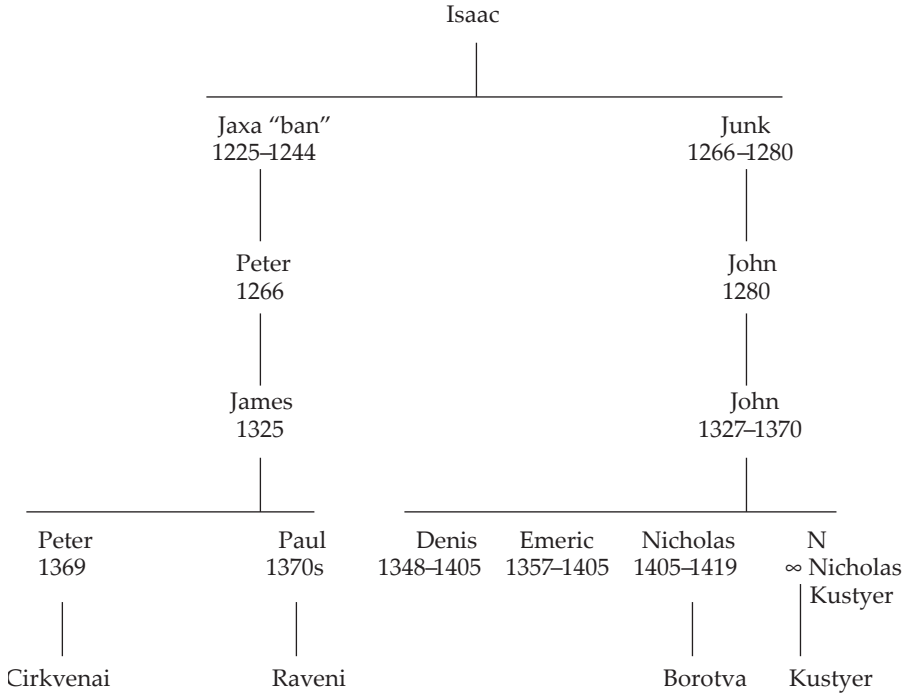 Isaac
Jaxa “ban” Junk
1225–1244 1266–1280
Peter John
1266 1280
James John
1325 1327–1370
Peter Paul Denis Emeric Nicholas N
1369 1370s 1348–1405 1357–1405 1405–1419 ∞ Nicholas
Kustyer
Cirkvenai Raveni Borotva Kustyer